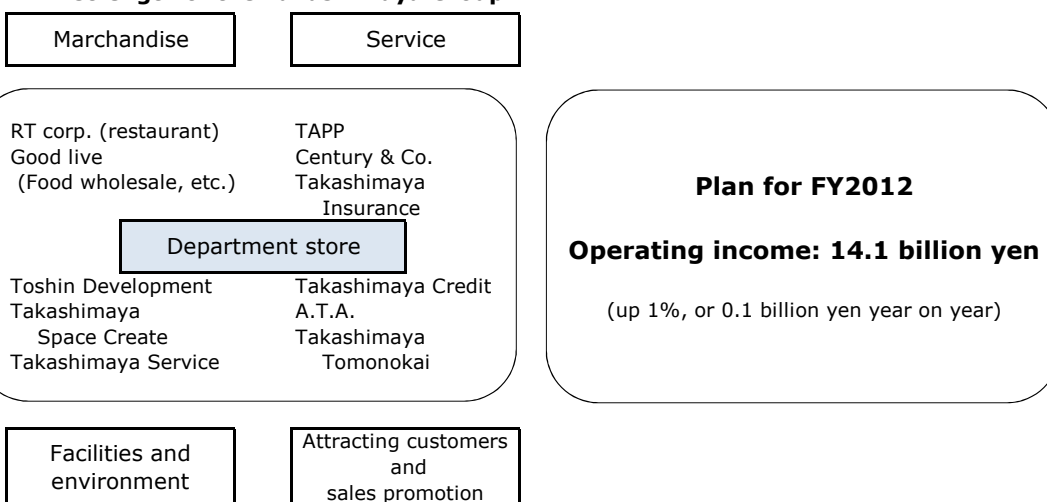 Marchandise
Service
RT corp. (restaurant)
Good live
(Food wholesale, etc.)
TAPP
Century & Co.
Takashimaya
Insurance
Department store
Toshin Development
Takashimaya
Space Create
Takashimaya Service
Takashimaya Credit
A.T.A.
Takashimaya
Tomonokai
Facilities and
environment
Attracting customers
and
sales promotion
Plan for FY2012
Operating income: 14.1 billion yen
(up 1%, or 0.1 billion yen year on year)